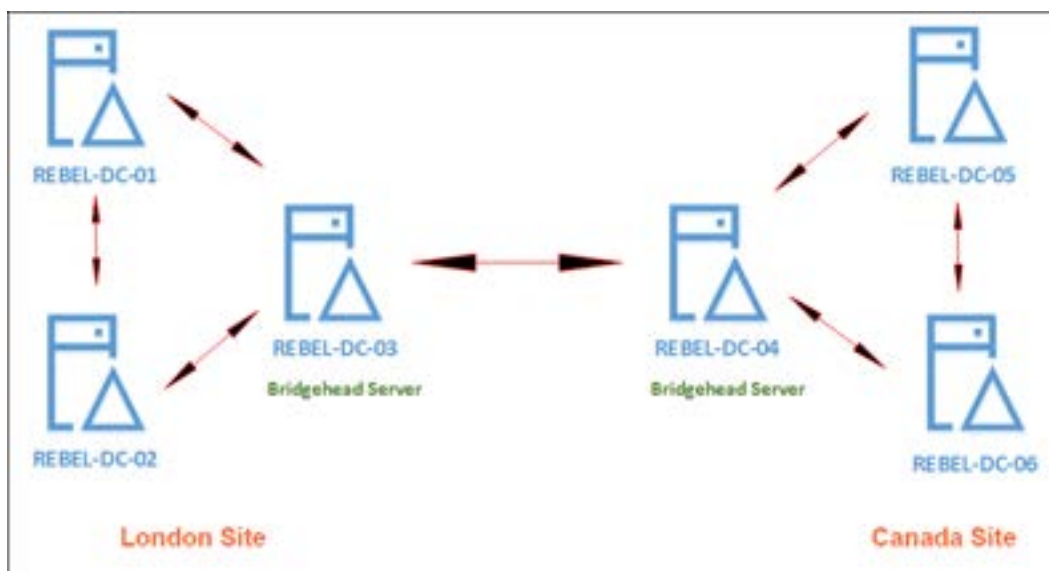 REBEL-DC-01
REBEL-DC-05
REBEL-DC-03
Bridgehead Server
REBEL-DC-04
Bridgehead Server
REBEL-DC-02
REBEL-DC-06
London Site
Canada Site